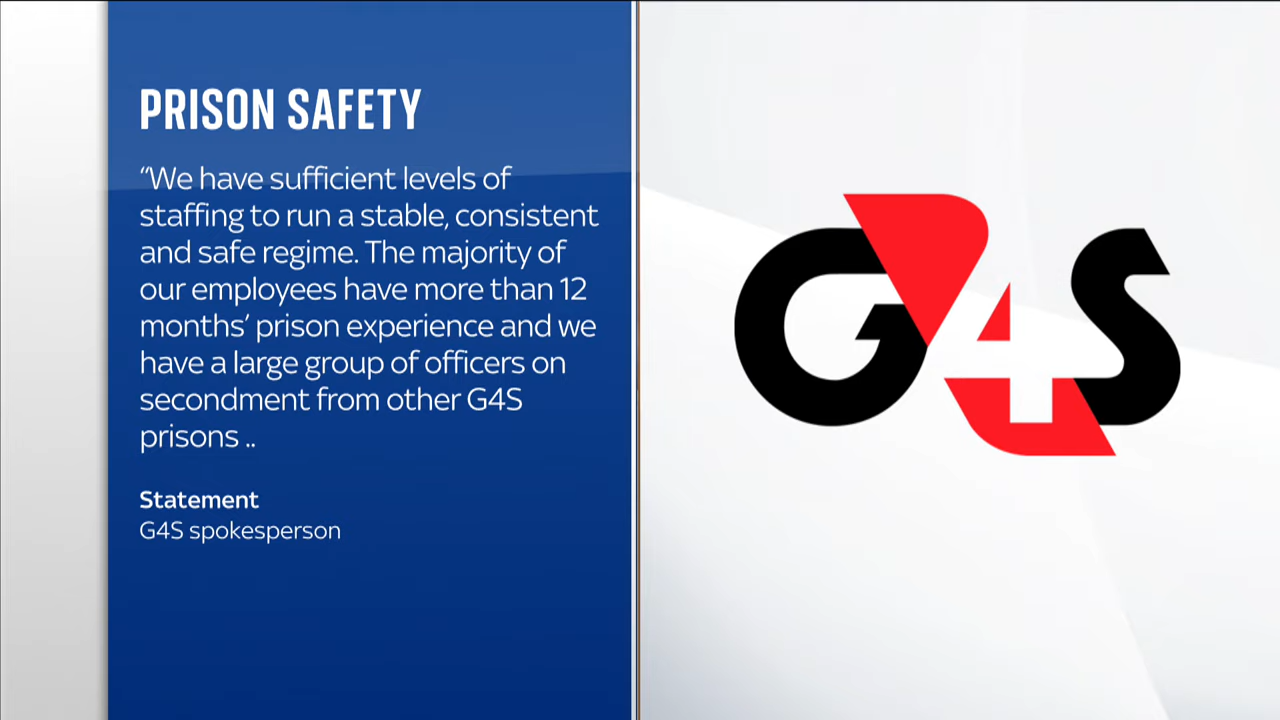 PRISON SAFETY
“We have sufficient levels of
staffing to run a stable, consistent
and safe regime. The majority of
our employees have more than 12
months’ prison experience and we
have a large group of officers on
secondment from other G4S
prisons ..
Statement
G4S spokesperson
G4S